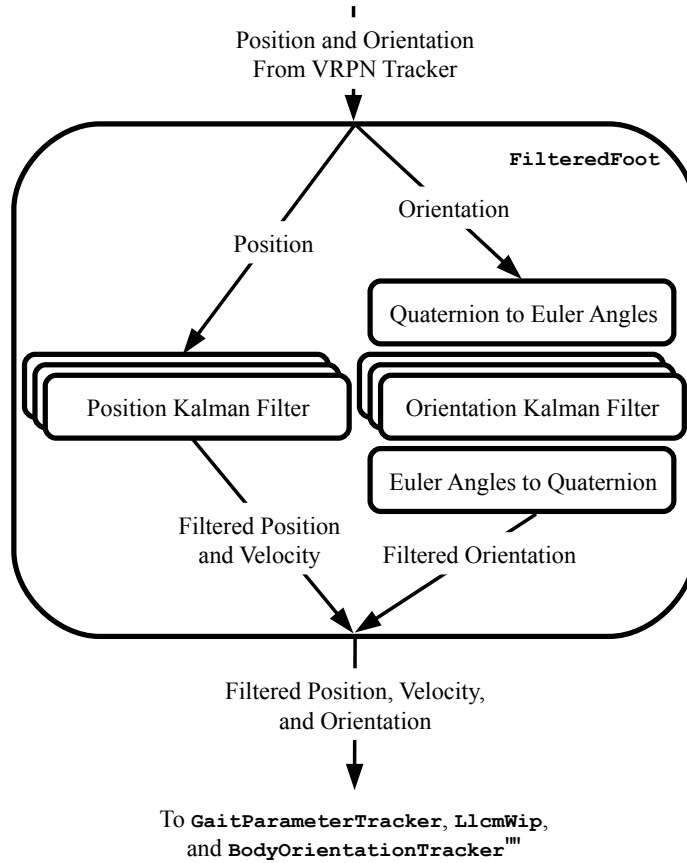 Position and Orientation
From VRPN Tracker
FilteredFoot
Orientation
Position
Quaternion to Euler Angles
Position Kalman Filter
Orientation Kalman Filter
Euler Angles to Quaternion
Filtered Position
and Velocity
Filtered Orientation
Filtered Position, Velocity,
and Orientation
To GaitParameterTracker, LlcmWip,
and BodyOrientationTracker""